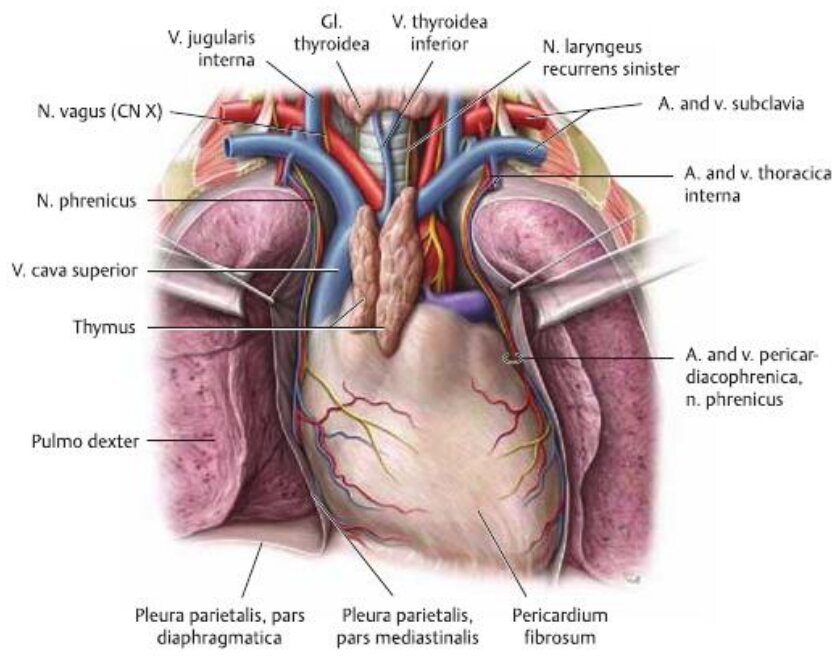 V. jugularis
interna
Gl.
thyroidea
V. thyroidea
inferior
N. laryngeus
recurrens sinister
N. vagus (CN X)
A. and v. subclavia
N. phrenicus
A. and v. thoracica
interna
V. cava superior
Thymus
A. and v. pericar-
diacophrenica,
n. phrenicus
Pulmo dexter
Pleura parietalis, pars
diaphragmatica
Pleura parietalis,
pars mediastinalis
Pericardium
fibrosum